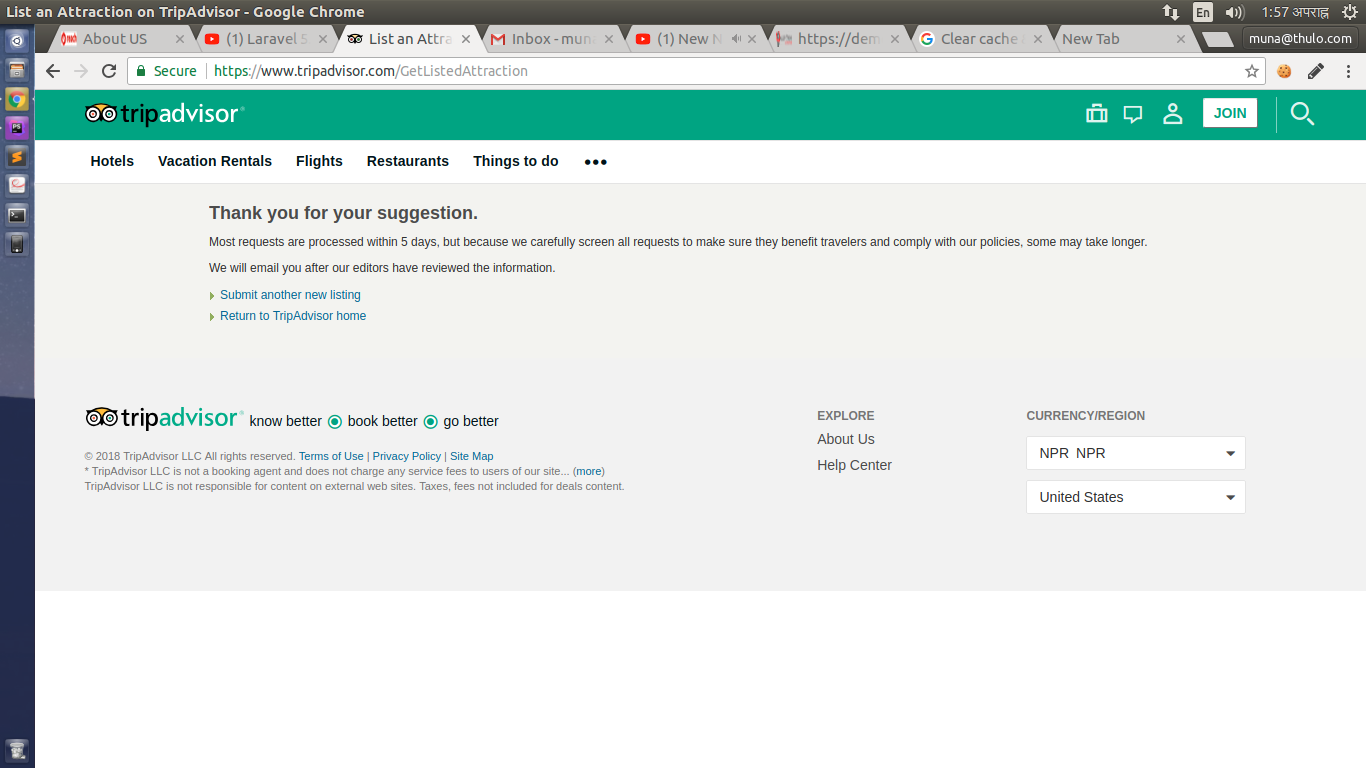 List an Attraction on TripAdvisor - Google Chrome
En
1:57 अपराह्न
About US
(1) Laravel 5
List an Attra
Inbox - mun
(1) New N
https://dem
Clear cache
New Tab
muna@thulo.com
Secure
https://www.tripadvisor.com/GetListedAttraction
tripadvisor
JOIN
Hotels
Vacation Rentals
Flights
Restaurants
Things to do
Thank you for your suggestion.
Most requests are processed within 5 days, but because we carefully screen all requests to make sure they benefit travelers and comply with our policies, some may take longer.
We will email you after our editors have reviewed the information.
Submit another new listing
Return to TripAdvisor home
tripadvisor® know better book better go better
© 2018 TripAdvisor LLC All rights reserved. Terms of Use | Privacy Policy | Site Map
* TripAdvisor LLC is not a booking agent and does not charge any service fees to users of our site... (more)
TripAdvisor LLC is not responsible for content on external web sites. Taxes, fees not included for deals content.
EXPLORE
About Us
Help Center
CURRENCY/REGION
NPR NPR
United States